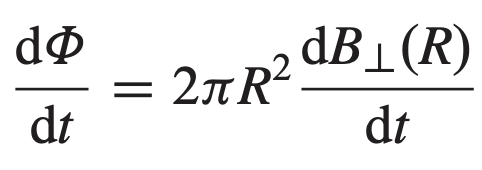 dΦ/dt = 2πR² dB⊥(R)/dt